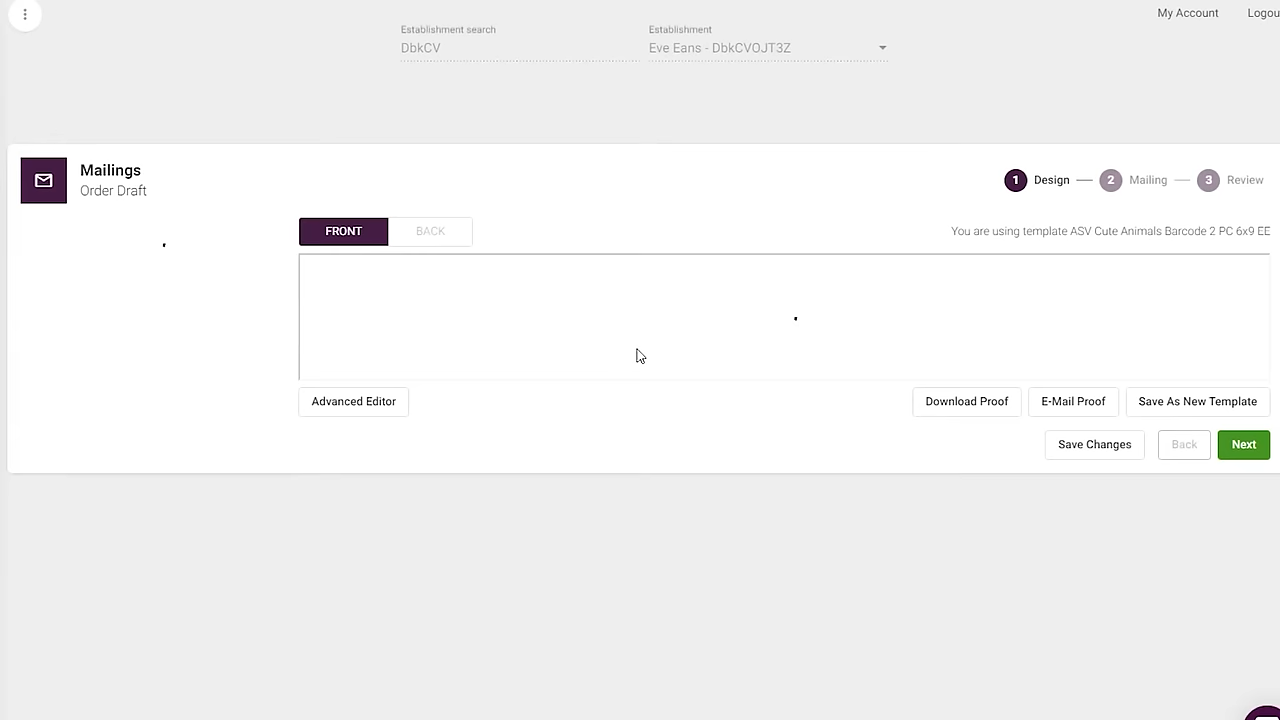 My Account
Logou
Establishment search
DbkCV
Establishment
Eve Eans - DbkCVOJT3Z
Mailings
Order Draft
1 Design
2 Mailing
3 Review
FRONT
BACK
You are using template ASV Cute Animals Barcode 2 PC 6x9 EE
Advanced Editor
Download Proof
E-Mail Proof
Save As New Template
Save Changes
Back
Next